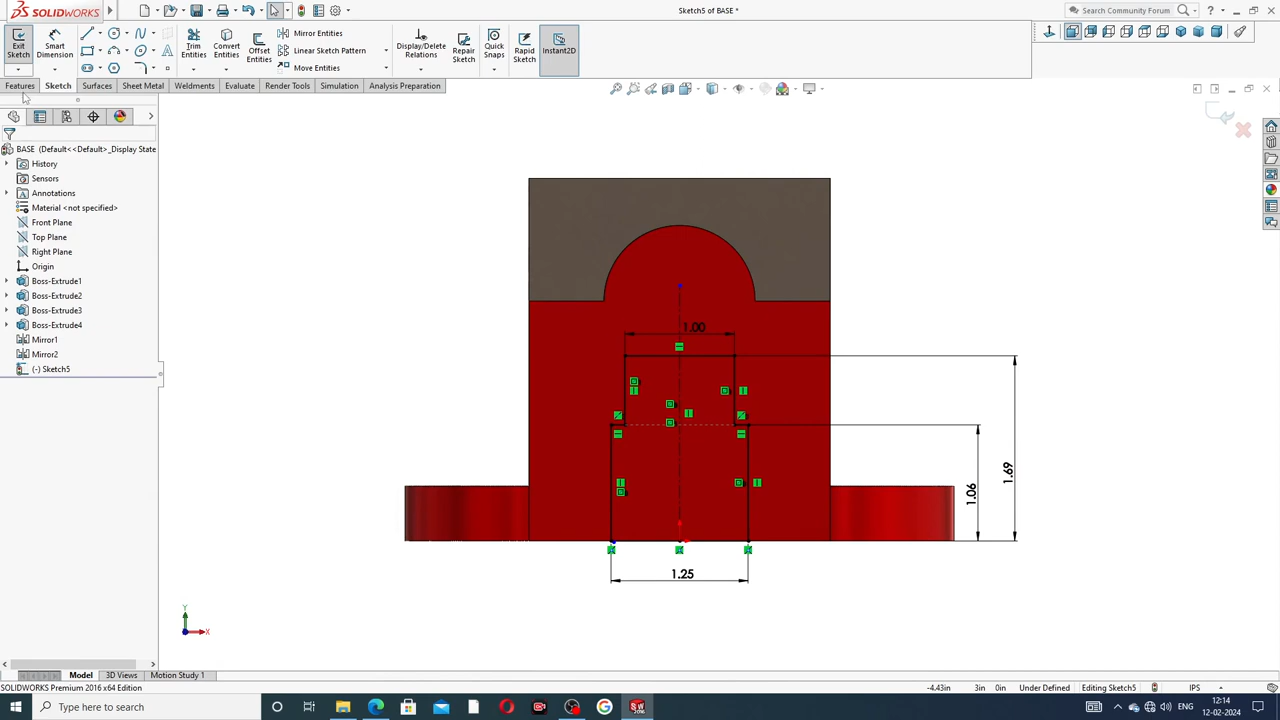 SOLIDWORKS
Sketch5 of BASE *
Search Community Forum
Exit Sketch
Smart Dimension
Trim Entities
Convert Entities
Offset Entities
Mirror Entities
Linear Sketch Pattern
Move Entities
Display/Delete Relations
Repair Sketch
Quick Snaps
Rapid Sketch
Instant2D
Features
Sketch
Surfaces
Sheet Metal
Weldments
Evaluate
Render Tools
Simulation
Analysis Preparation
BASE (Default<<Default>_Display State
History
Sensors
Annotations
Material <not specified>
Front Plane
Top Plane
Right Plane
Origin
Boss-Extrude1
Boss-Extrude2
Boss-Extrude3
Boss-Extrude4
Mirror1
Mirror2
(-) Sketch5
1.00
1.69
1.06
1.25
Y
X
Model
3D Views
Motion Study 1
SOLIDWORKS Premium 2016 x64 Edition
-4.43in
3in
0in
Under Defined
Editing Sketch5
IPS
Type here to search
ENG
12:14
12-02-2024